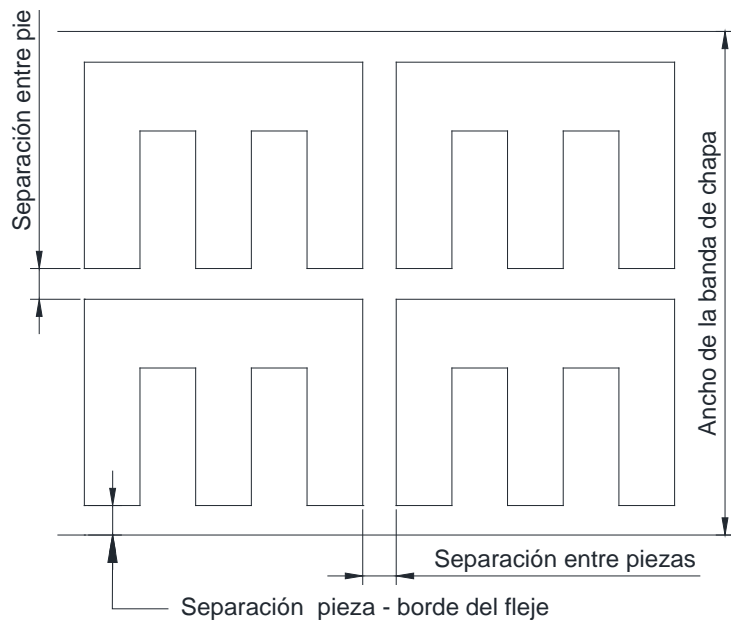 Separación entre pie
Ancho de la banda de chapa
Separación entre piezas
Separación pieza - borde del fleje